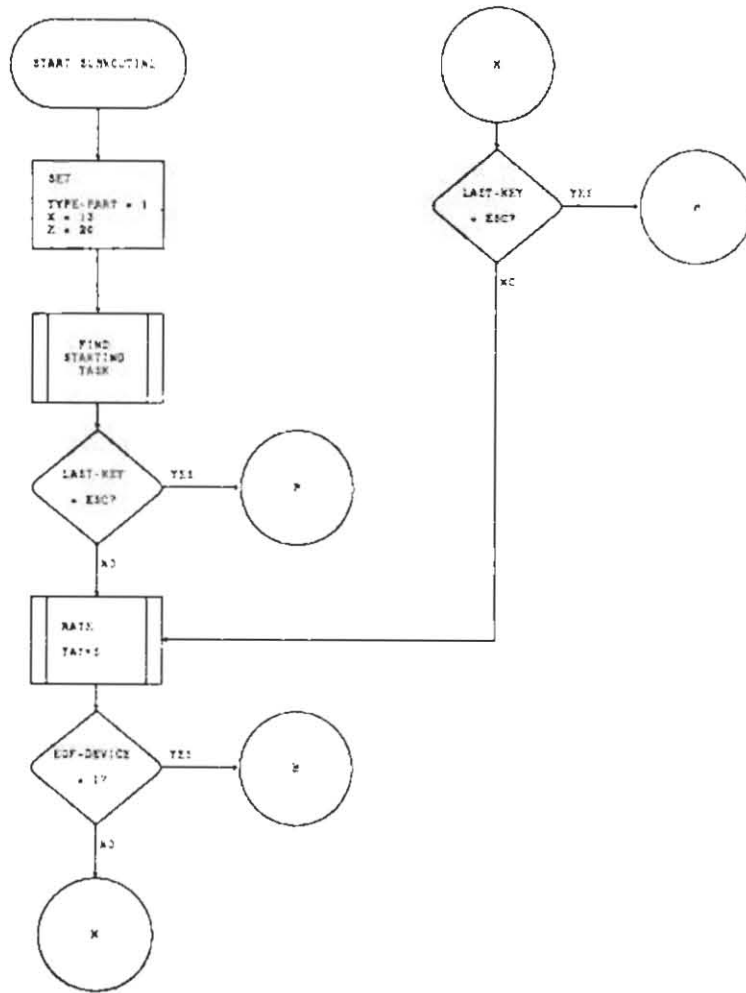 START SUBROUTINE
SET
TYPE-PART = 1
X = 13
Z = 20
FIND
STARTING
TASK
LAST-KEY
= ESC?
YES
NO
TASKS
EOF-DEVICE
= 1?
YES
NO
LAST-KEY
= ESC?
YES
NO